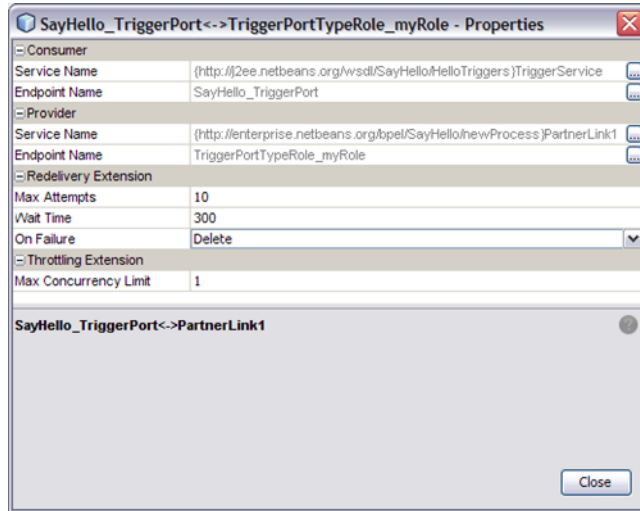 SayHello_TriggerPort<->TriggerPortTypeRole_myRole - Properties
Consumer
Service Name {http://j2ee.netbeans.org/wsdl/SayHello/HelloTriggers}TriggerService ...
Endpoint Name SayHello_TriggerPort ...
Provider
Service Name {http://enterprise.netbeans.org/bpel/SayHello/newProcess}PartnerLink1 ...
Endpoint Name TriggerPortTypeRole_myRole ...
Redelivery Extension
Max Attempts 10
Wait Time 300
On Failure Delete
Throttling Extension
Max Concurrency Limit 1
SayHello_TriggerPort<->PartnerLink1 ?
Close